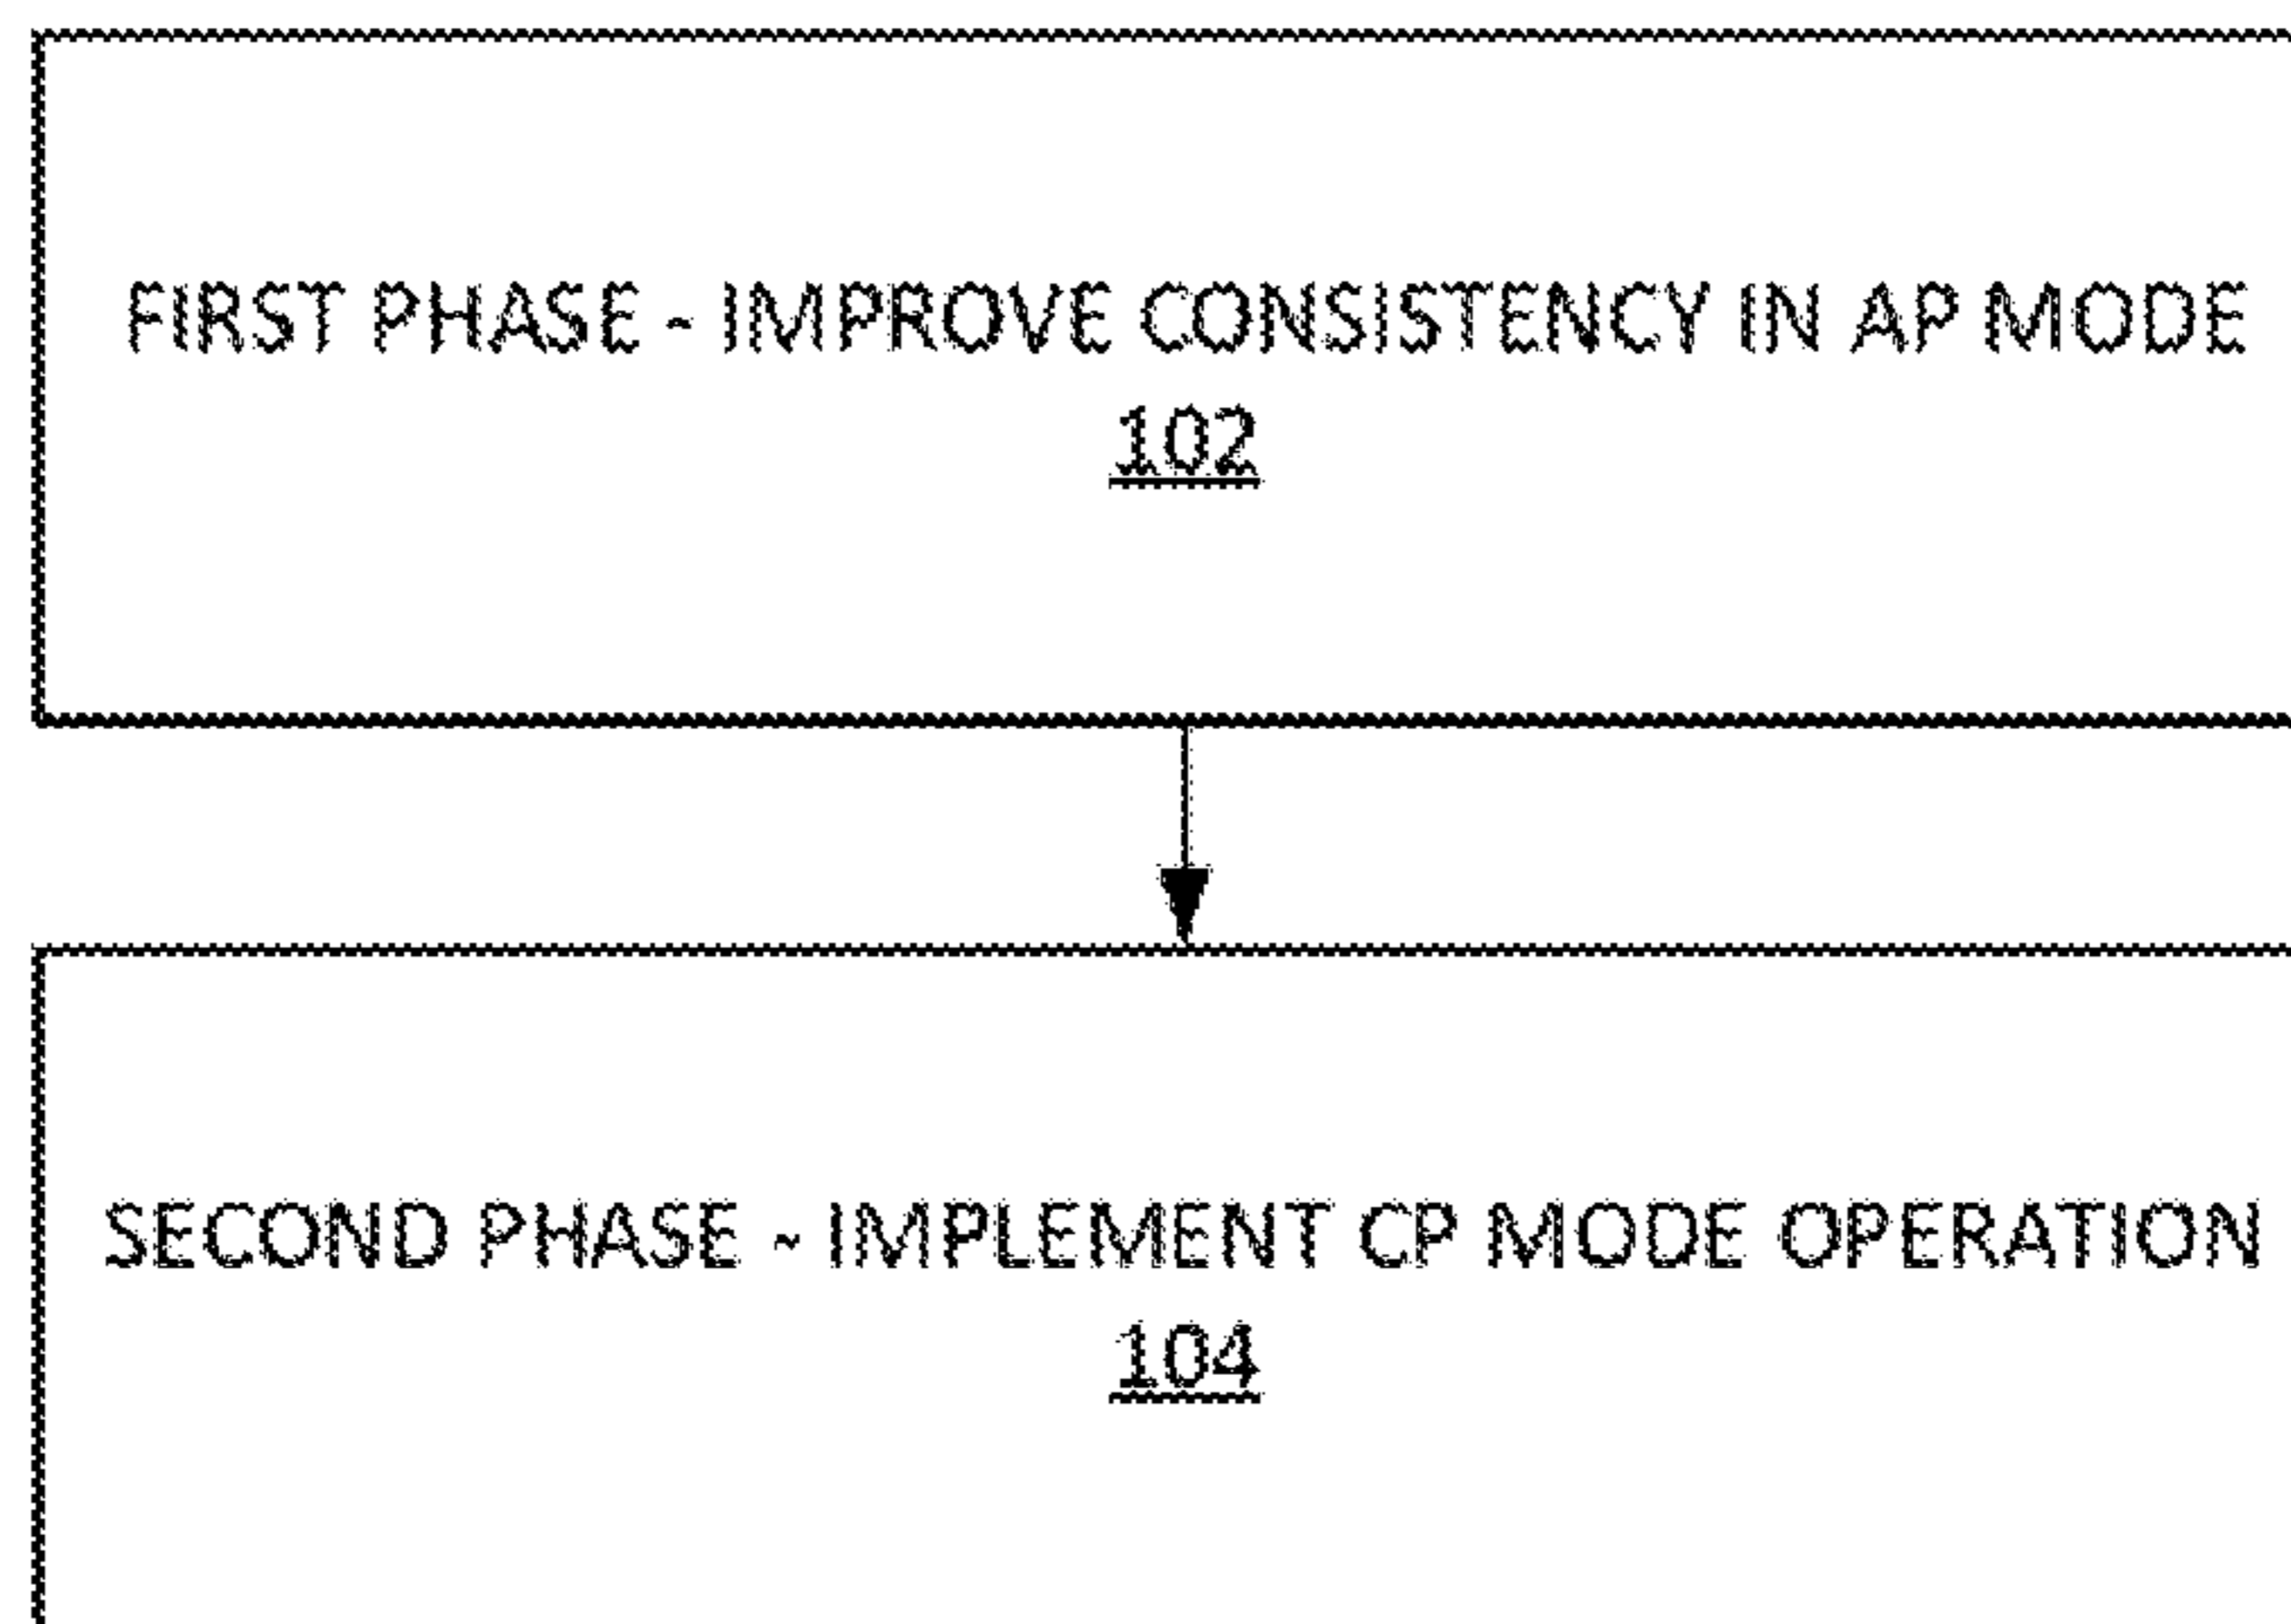 FIRST PHASE - IMPROVE CONSISTENCY IN AP MODE
102
SECOND PHASE - IMPLEMENT CP MODE OPERATION
104